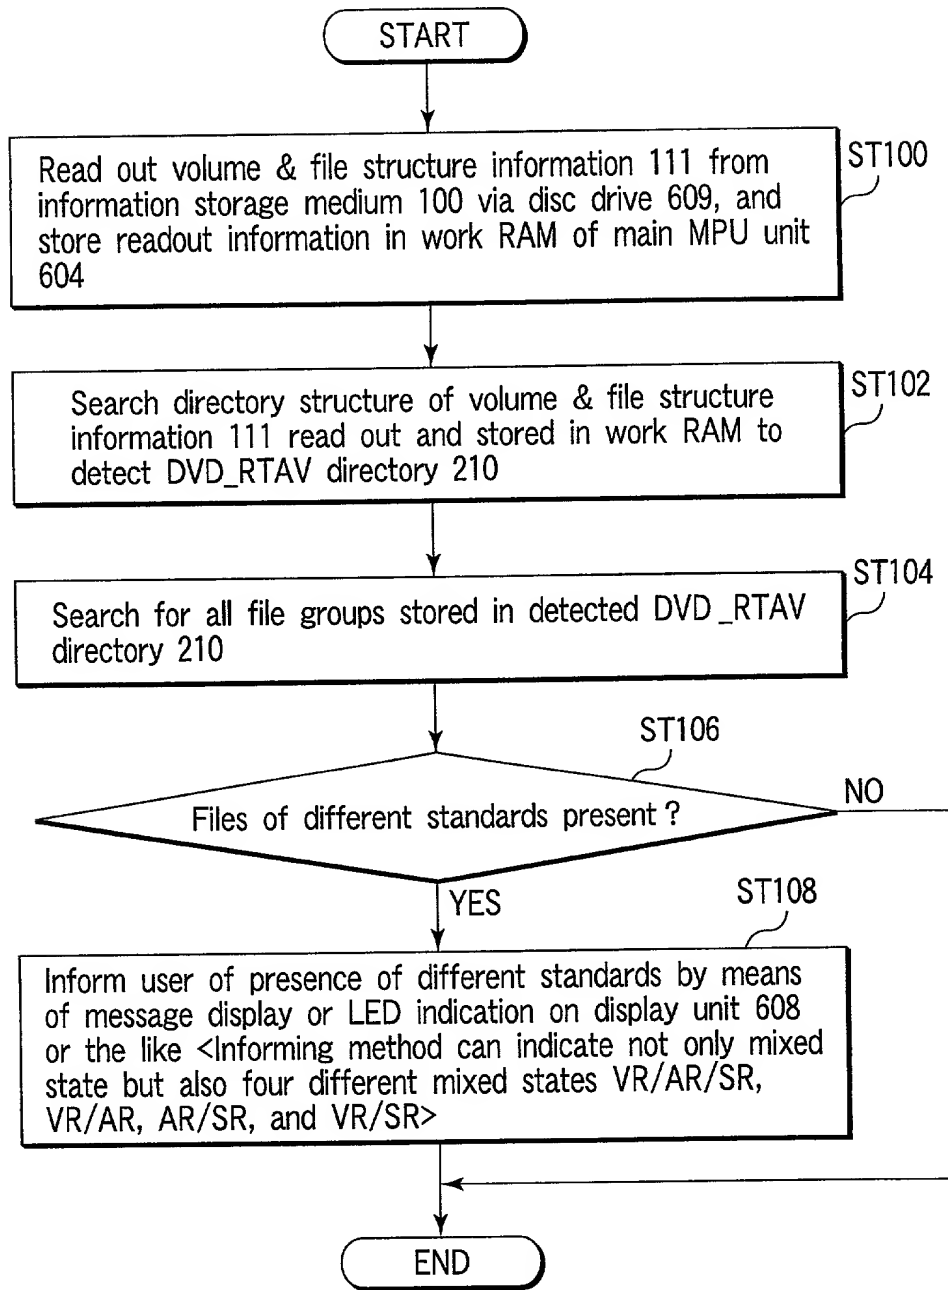 START
ST100
Read out volume & file structure information 111 from
information storage medium 100 via disc drive 609, and
store readout information in work RAM of main MPU unit
604
ST102
Search directory structure of volume & file structure
information 111 read out and stored in work RAM to
detect DVD_RTAV directory 210
ST104
Search for all file groups stored in detected DVD_RTAV
directory 210
ST106
Files of different standards present ?
NO
YES
ST108
Inform user of presence of different standards by means
of message display or LED indication on display unit 608
or the like <Informing method can indicate not only mixed
state but also four different mixed states VR/AR/SR,
VR/AR, AR/SR, and VR/SR>
END